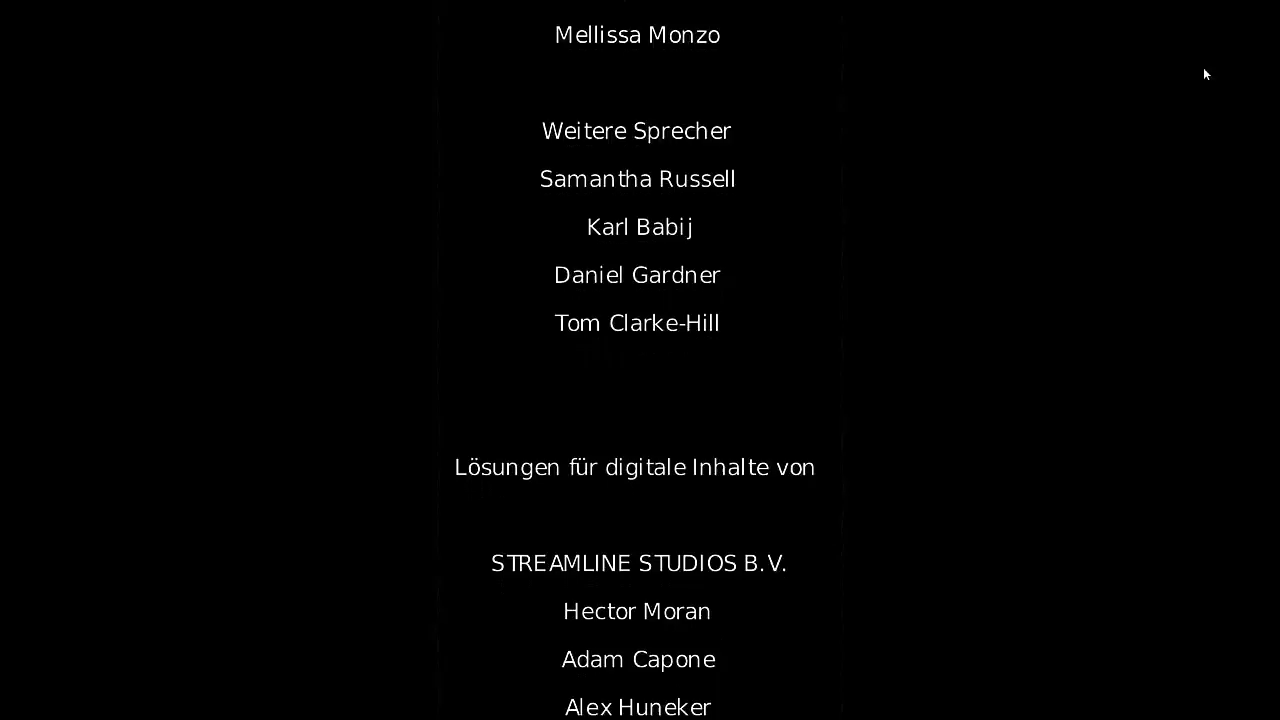 Mellissa Monzo
Weitere Sprecher
Samantha Russell
Karl Babij
Daniel Gardner
Tom Clarke-Hill
Lösungen für digitale Inhalte von
STREAMLINE STUDIOS B.V.
Hector Moran
Adam Capone
Alex Huneker